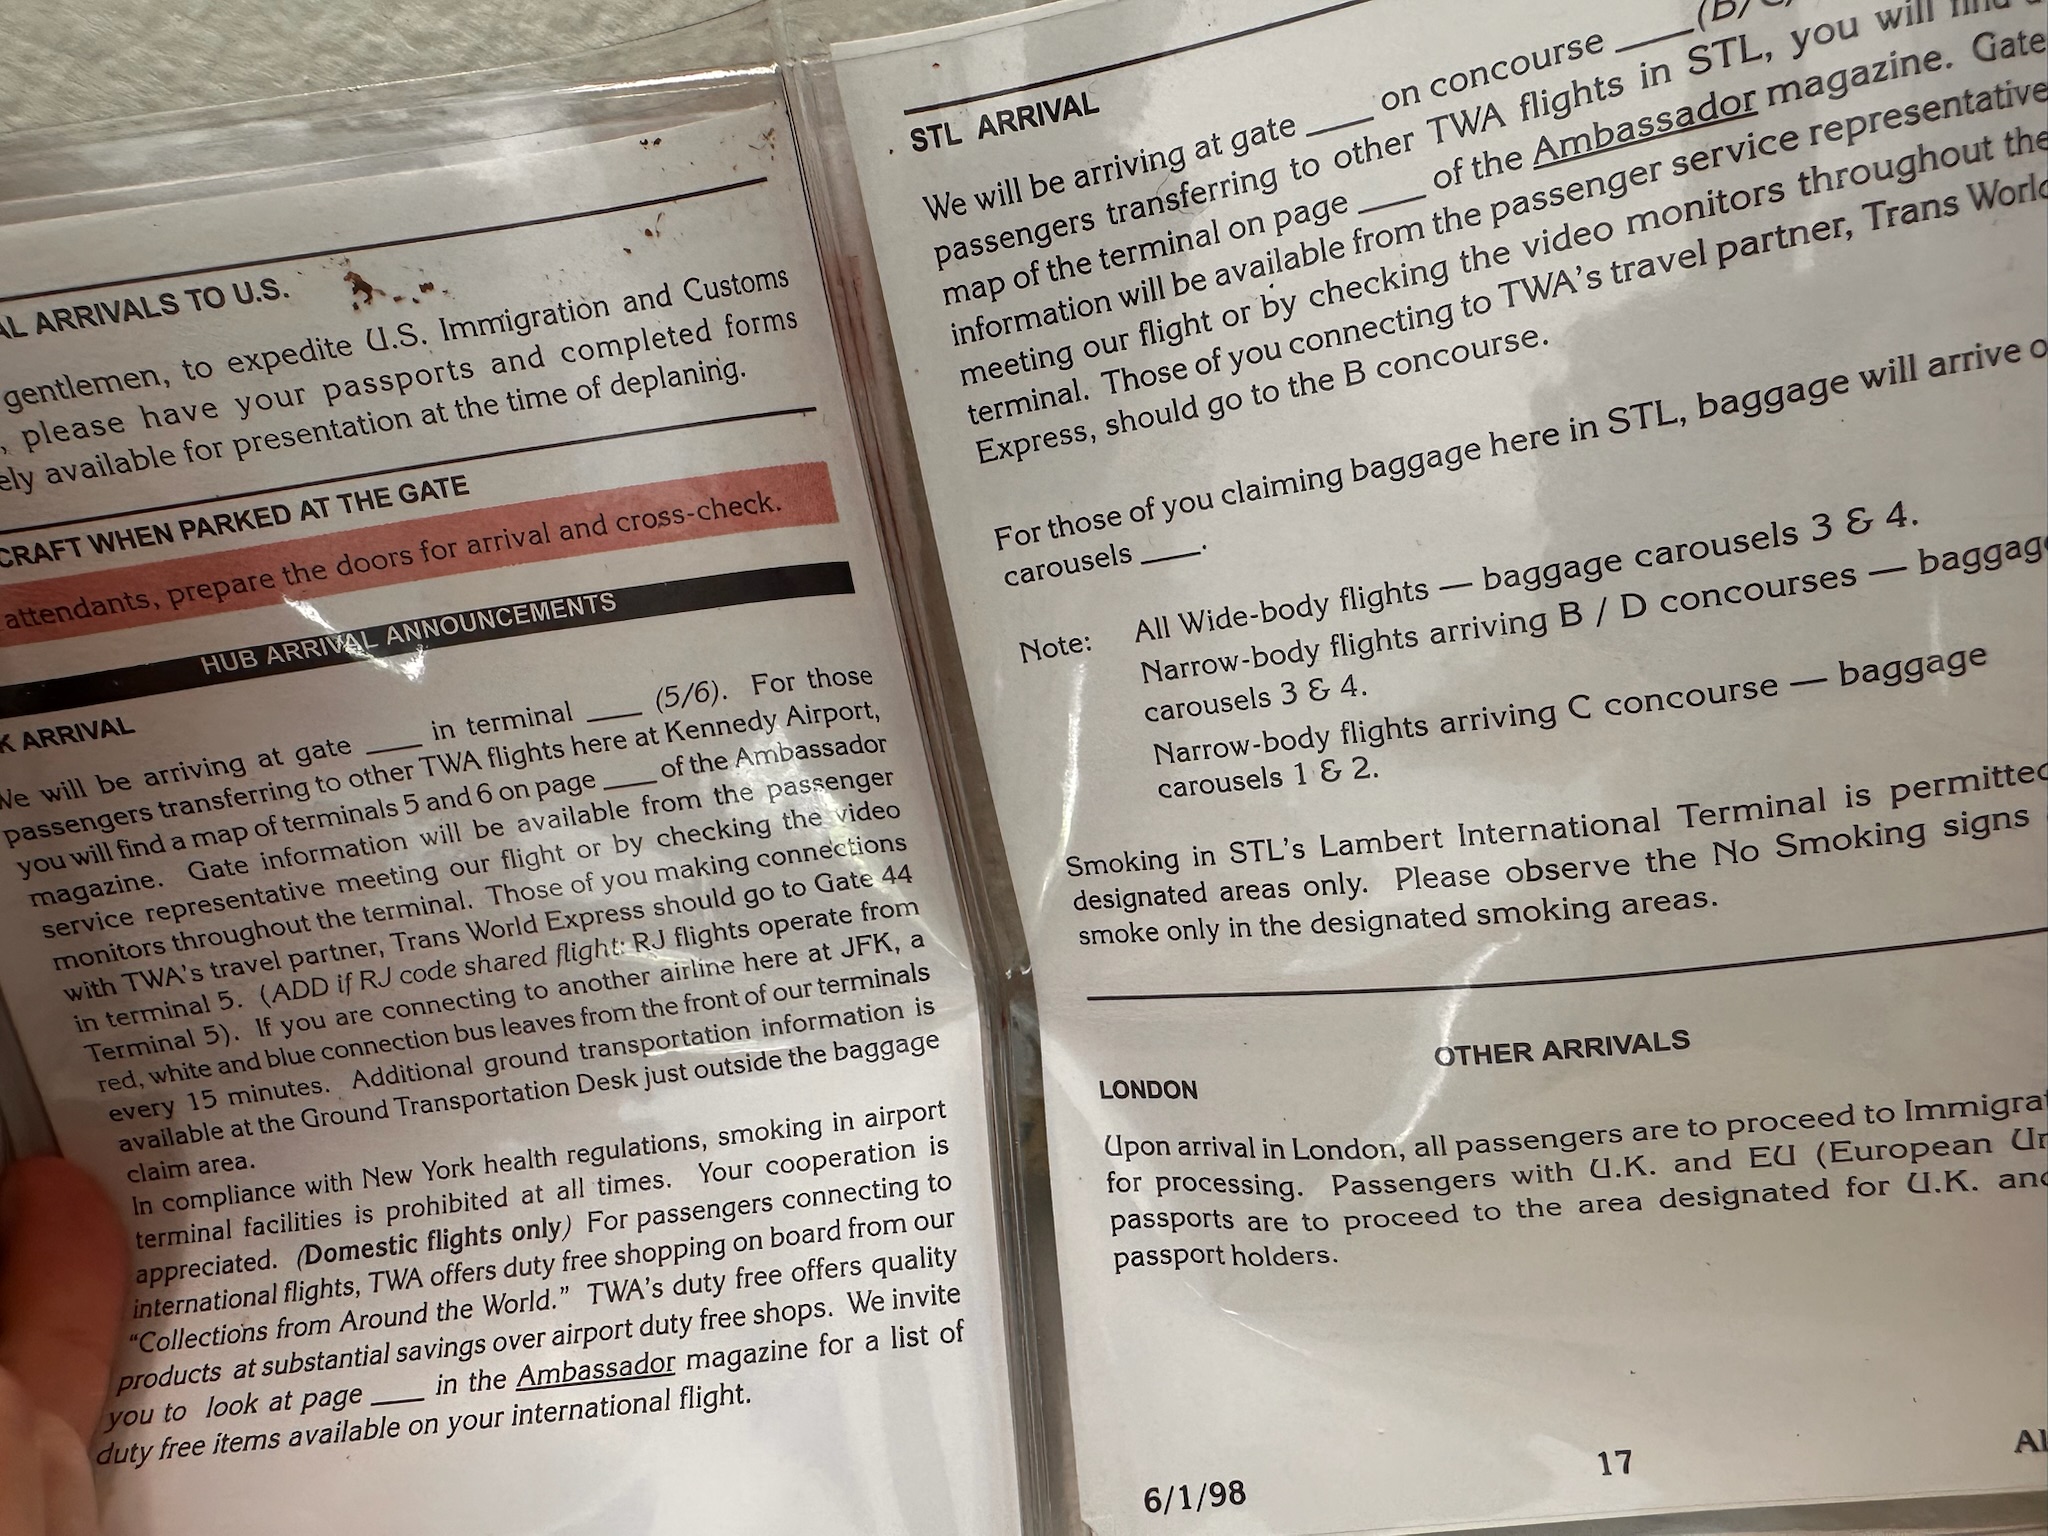 AL ARRIVALS TO U.S.
gentlemen, to expedite U.S. Immigration and Customs
, please have your passports and completed forms
ely available for presentation at the time of deplaning.
CRAFT WHEN PARKED AT THE GATE
attendants, prepare the doors for arrival and cross-check.
HUB ARRIVAL ANNOUNCEMENTS
K ARRIVAL
We will be arriving at gate ___ in terminal ___ (5/6). For those
passengers transferring to other TWA flights here at Kennedy Airport,
you will find a map of terminals 5 and 6 on page ___ of the Ambassador
magazine. Gate information will be available from the passenger
service representative meeting our flight or by checking the video
monitors throughout the terminal. Those of you making connections
with TWA's travel partner, Trans World Express should go to Gate 44
in terminal 5. (ADD if RJ code shared flight: RJ flights operate from
Terminal 5). If you are connecting to another airline here at JFK, a
red, white and blue connection bus leaves from the front of our terminals
every 15 minutes. Additional ground transportation information is
available at the Ground Transportation Desk just outside the baggage
claim area.
In compliance with New York health regulations, smoking in airport
terminal facilities is prohibited at all times. Your cooperation is
appreciated. (Domestic flights only) For passengers connecting to
international flights, TWA offers duty free shopping on board from our
"Collections from Around the World." TWA's duty free offers quality
products at substantial savings over airport duty free shops. We invite
you to look at page ___ in the Ambassador magazine for a list of
duty free items available on your international flight.
STL ARRIVAL
We will be arriving at gate ___ on concourse ___ (B/C/
passengers transferring to other TWA flights in STL, you will find a
map of the terminal on page ___ of the Ambassador magazine. Gate
information will be available from the passenger service representative
meeting our flight or by checking the video monitors throughout the
terminal. Those of you connecting to TWA's travel partner, Trans World
Express, should go to the B concourse.
For those of you claiming baggage here in STL, baggage will arrive o
carousels ___.
Note: All Wide-body flights — baggage carousels 3 & 4.
Narrow-body flights arriving B / D concourses — baggage
carousels 3 & 4.
Narrow-body flights arriving C concourse — baggage
carousels 1 & 2.
Smoking in STL's Lambert International Terminal is permitted
designated areas only. Please observe the No Smoking signs
smoke only in the designated smoking areas.
OTHER ARRIVALS
LONDON
Upon arrival in London, all passengers are to proceed to Immigrat
for processing. Passengers with U.K. and EU (European Un
passports are to proceed to the area designated for U.K. and
passport holders.
6/1/98
17